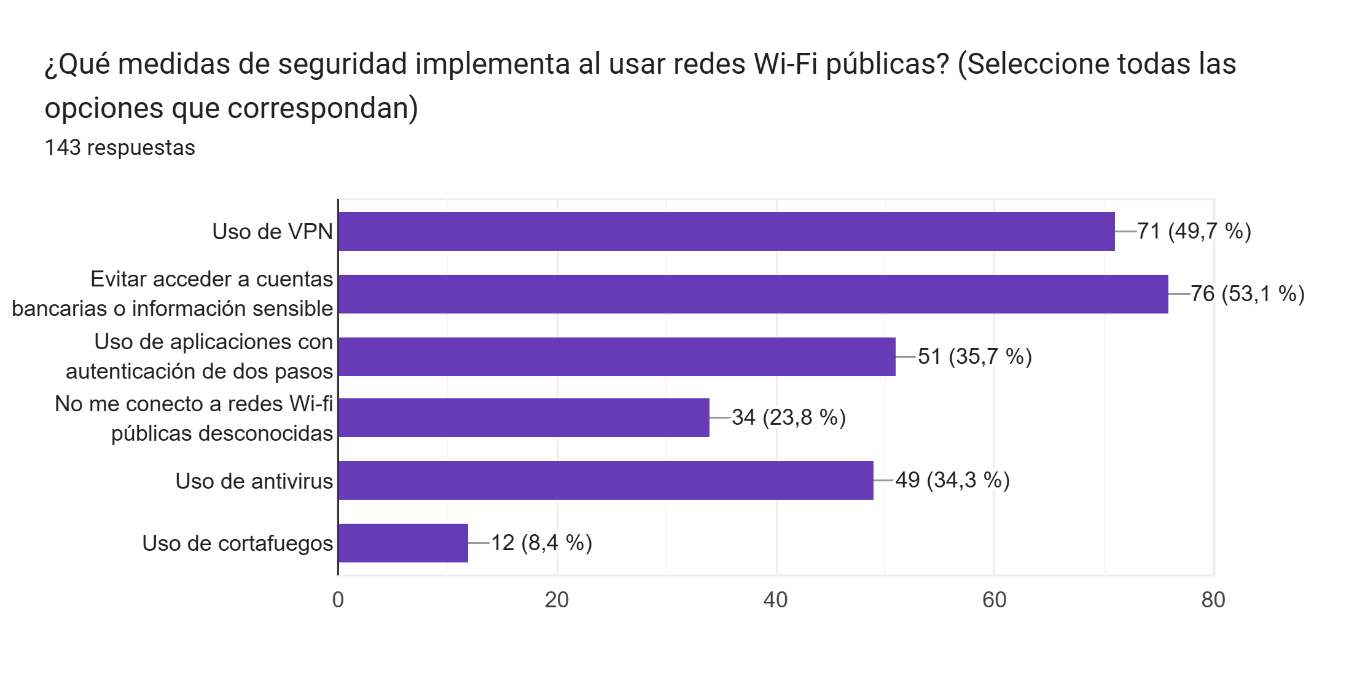 ¿Qué medidas de seguridad implementa al usar redes Wi-Fi públicas? (Seleccione todas las
opciones que correspondan)
143 respuestas
Uso de VPN
71 (49,7 %)
Evitar acceder a cuentas
bancarias o información sensible
76 (53,1 %)
Uso de aplicaciones con
autenticación de dos pasos
51 (35,7 %)
No me conecto a redes Wi-fi
públicas desconocidas
34 (23,8 %)
Uso de antivirus
49 (34,3 %)
Uso de cortafuegos
12 (8,4 %)
0 20 40 60 80